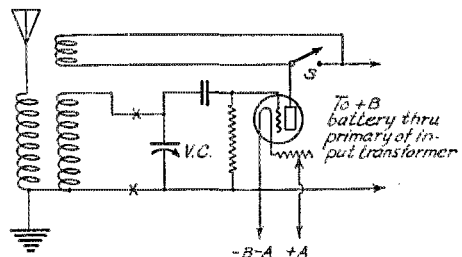 S
To +B
battery thru
primary of in-
put transformer
V.C.
-B-A +A